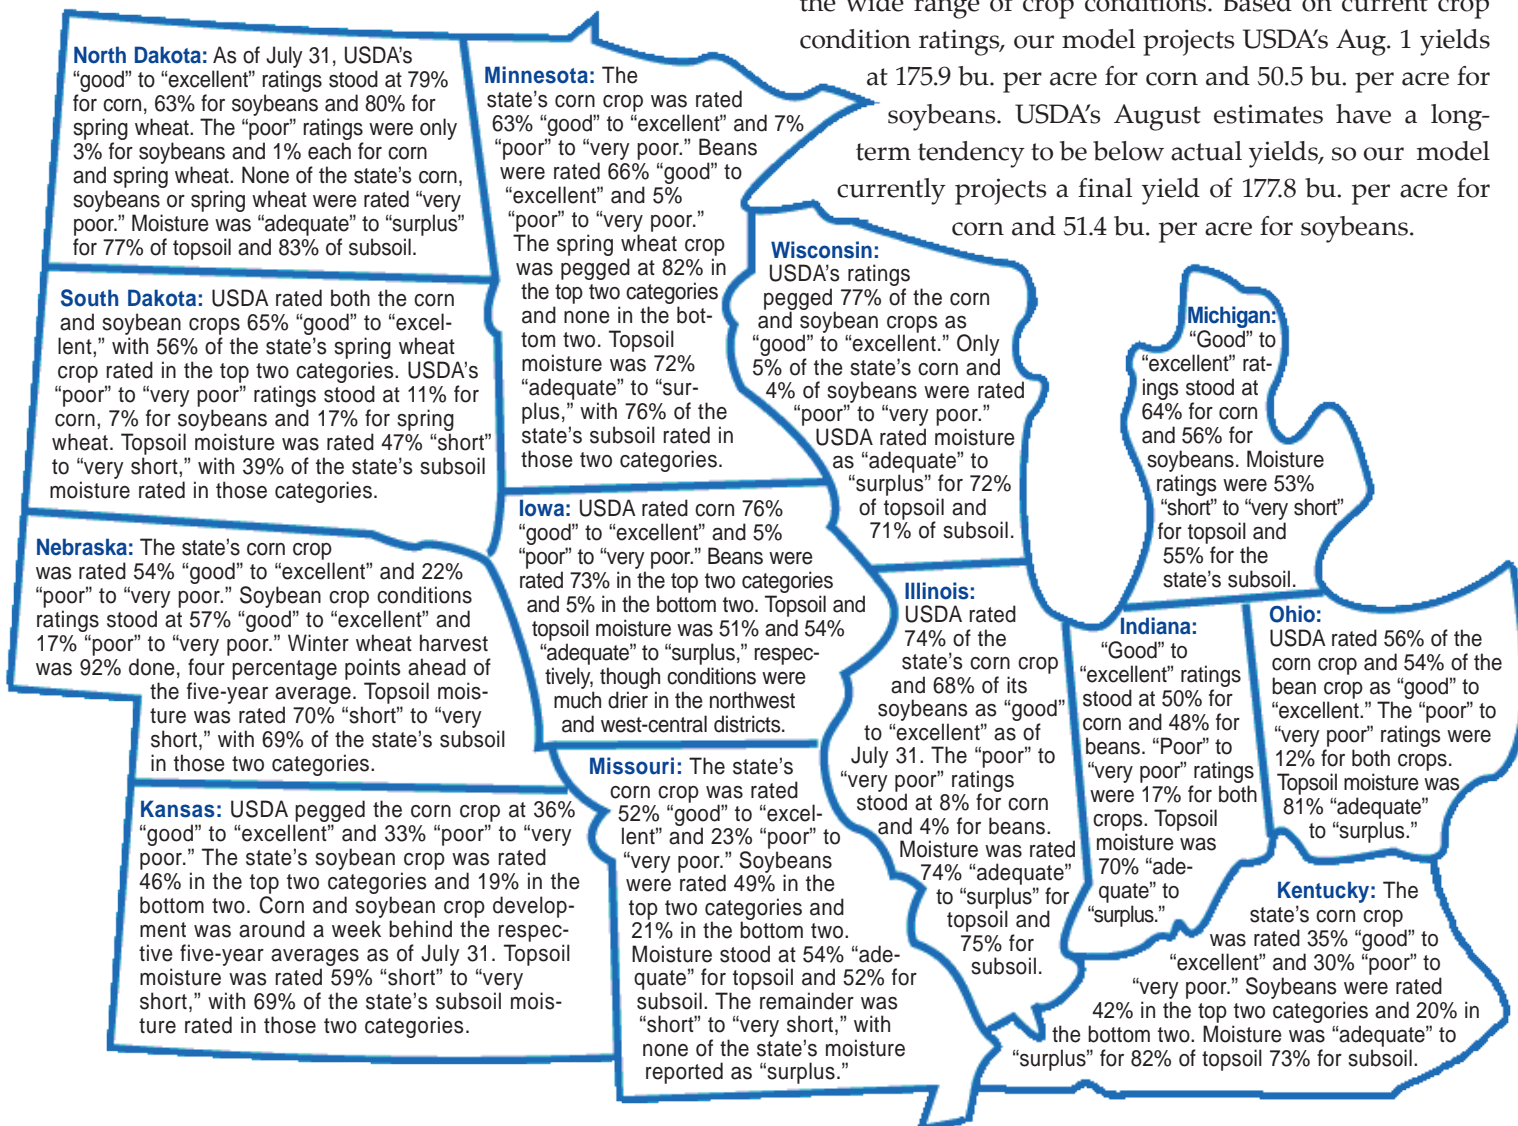 the wide range of crop conditions. Based on current crop
condition ratings, our model projects USDA’s Aug. 1 yields
at 175.9 bu. per acre for corn and 50.5 bu. per acre for
soybeans. USDA’s August estimates have a long-
term tendency to be below actual yields, so our model
currently projects a final yield of 177.8 bu. per acre for
corn and 51.4 bu. per acre for soybeans.
North Dakota: As of July 31, USDA’s
“good” to “excellent” ratings stood at 79%
for corn, 63% for soybeans and 80% for
spring wheat. The “poor” ratings were only
3% for soybeans and 1% each for corn
and spring wheat. None of the state’s corn,
soybeans or spring wheat were rated “very
poor.” Moisture was “adequate” to “surplus”
for 77% of topsoil and 83% of subsoil.
South Dakota: USDA rated both the corn
and soybean crops 65% “good” to “excel-
lent,” with 56% of the state’s spring wheat
crop rated in the top two categories. USDA’s
“poor” to “very poor” ratings stood at 11% for
corn, 7% for soybeans and 17% for spring
wheat. Topsoil moisture was rated 47% “short”
to “very short,” with 39% of the state’s subsoil
moisture rated in those categories.
Nebraska: The state’s corn crop
was rated 54% “good” to “excellent” and 22%
“poor” to “very poor.” Soybean crop conditions
ratings stood at 57% “good” to “excellent” and
17% “poor” to “very poor.” Winter wheat harvest
was 92% done, four percentage points ahead of
the five-year average. Topsoil mois-
ture was rated 70% “short” to “very
short,” with 69% of the state’s subsoil
in those two categories.
Kansas: USDA pegged the corn crop at 36%
“good” to “excellent” and 33% “poor” to “very
poor.” The state’s soybean crop was rated
46% in the top two categories and 19% in the
bottom two. Corn and soybean crop develop-
ment was around a week behind the respec-
tive five-year averages as of July 31. Topsoil
moisture was rated 59% “short” to “very
short,” with 69% of the state’s subsoil mois-
ture rated in those two categories.
Minnesota: The
state’s corn crop was rated
63% “good” to “excellent” and 7%
“poor” to “very poor.” Beans
were rated 66% “good” to
“excellent” and 5%
“poor” to “very poor.”
The spring wheat crop
was pegged at 82% in
the top two categories
and none in the bot-
tom two. Topsoil
moisture was 72%
“adequate” to “sur-
plus,” with 76% of the
state’s subsoil rated in
those two categories.
Iowa: USDA rated corn 76%
“good” to “excellent” and 5%
“poor” to “very poor.” Beans were
rated 73% in the top two categories
and 5% in the bottom two. Topsoil and
topsoil moisture was 51% and 54%
“adequate” to “surplus,” respec-
tively, though conditions were
much drier in the northwest
and west-central districts.
Missouri: The state’s
corn crop was rated
52% “good” to “excel-
lent” and 23% “poor” to
“very poor.” Soybeans
were rated 49% in the
top two categories and
21% in the bottom two.
Moisture stood at 54% “ade-
quate” for topsoil and 52% for
subsoil. The remainder was
“short” to “very short,” with
none of the state’s moisture
reported as “surplus.”
Wisconsin:
USDA’s ratings
pegged 77% of the corn
and soybean crops as
“good” to “excellent.” Only
5% of the state’s corn and
4% of soybeans were rated
“poor” to “very poor.”
USDA rated moisture
as “adequate” to
“surplus” for 72%
of topsoil and
71% of subsoil.
Illinois:
USDA rated
74% of the
state’s corn crop
and 68% of its
soybeans as “good”
to “excellent” as of
July 31. The “poor” to
“very poor” ratings
stood at 8% for corn
and 4% for beans.
Moisture was rated
74% “adequate”
to “surplus” for
topsoil and
75% for
subsoil.
Michigan:
“Good” to
“excellent” rat-
ings stood at
64% for corn
and 56% for
soybeans. Moisture
ratings were 53%
“short” to “very short”
for topsoil and
55% for the
state’s subsoil.
Indiana:
“Good” to
“excellent” ratings
stood at 50% for
corn and 48% for
beans. “Poor” to
“very poor” ratings
were 17% for both
crops. Topsoil
moisture was
70% “ade-
quate” to
“surplus.”
Ohio:
USDA rated 56% of the
corn crop and 54% of the
bean crop as “good” to
“excellent.” The “poor” to
“very poor” ratings were
12% for both crops.
Topsoil moisture was
81% “adequate”
to “surplus.”
Kentucky: The
state’s corn crop
was rated 35% “good” to
“excellent” and 30% “poor” to
“very poor.” Soybeans were rated
42% in the top two categories and 20% in
the bottom two. Moisture was “adequate” to
“surplus” for 82% of topsoil 73% for subsoil.